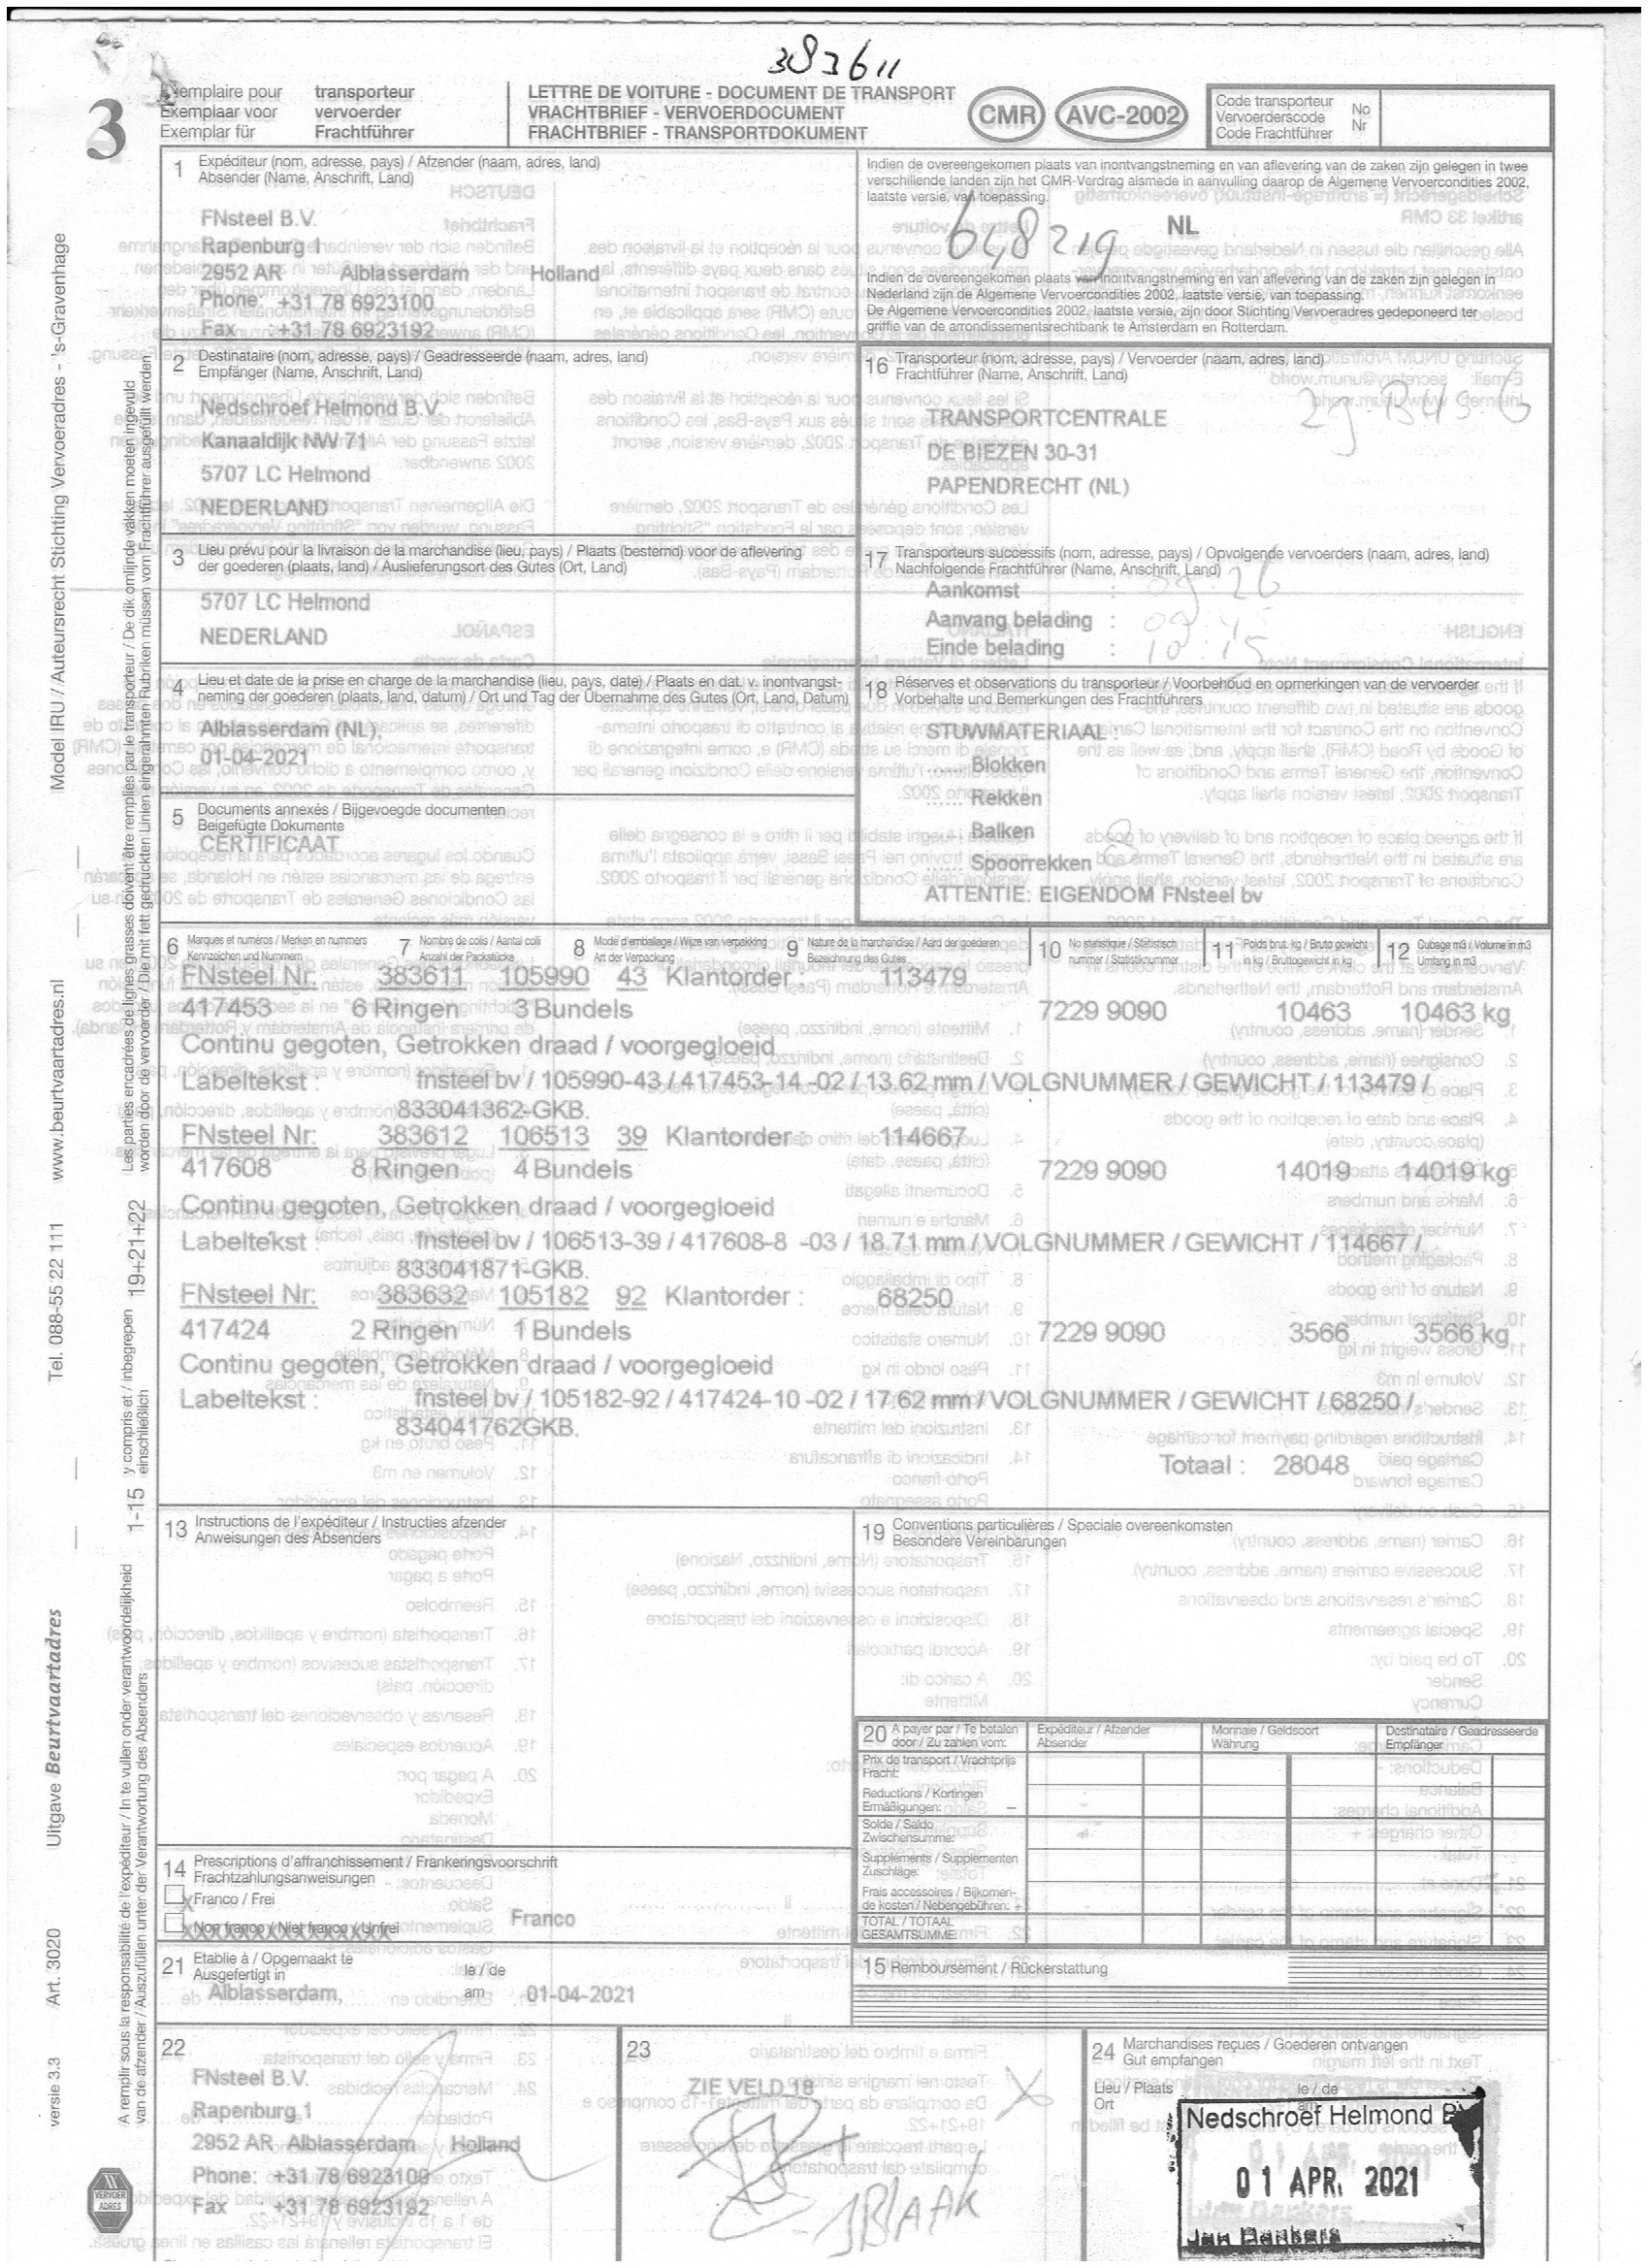 383611
3
Exemplaire pour transporteur
Exemplaar voor vervoerder
Exemplar für Frachtführer
LETTRE DE VOITURE - DOCUMENT DE TRANSPORT
VRACHTBRIEF - VERVOERDOCUMENT
FRACHTBRIEF - TRANSPORTDOKUMENT
CMR AVC-2002
Code transporteur
Vervoerderscode No
Code Frachtführer Nr
1 Expéditeur (nom, adresse, pays) / Afzender (naam, adres, land)
Absender (Name, Anschrift, Land)
FNsteel B.V.
Rapenburg 1
2952 AR Alblasserdam Holland
Phone: +31 78 6923100
Fax : +31 78 6923192
Indien de overeengekomen plaats van inontvangstneming en van aflevering van de zaken zijn gelegen in twee
verschillende landen zijn het CMR-Verdrag alsmede in aanvulling daarop de Algemene Vervoercondities 2002,
laatste versie, van toepassing.
NL
Indien de overeengekomen plaats van inontvangstneming en van aflevering van de zaken zijn gelegen in
Nederland zijn de Algemene Vervoercondities 2002, laatste versie, van toepassing.
De Algemene Vervoercondities 2002, laatste versie, zijn door Stichting Vervoeradres gedeponeerd ter
griffie van de arrondissementsrechtbank te Amsterdam en Rotterdam.
2 Destinataire (nom, adresse, pays) / Geadresseerde (naam, adres, land)
Empfänger (Name, Anschrift, Land)
Nedschroef Helmond B.V.
Kanaaldijk NW 71
5707 LC Helmond
NEDERLAND
16 Transporteur (nom, adresse, pays) / Vervoerder (naam, adres, land)
Frachtführer (Name, Anschrift, Land)
TRANSPORTCENTRALE
DE BIEZEN 30-31
PAPENDRECHT (NL)
3 Lieu prévu pour la livraison de la marchandise (lieu, pays) / Plaats (bestemd) voor de aflevering
der goederen (plaats, land) / Auslieferungsort des Gutes (Ort, Land)
5707 LC Helmond
NEDERLAND
17 Transporteurs successifs (nom, adresse, pays) / Opvolgende vervoerders (naam, adres, land)
Nachfolgende Frachtführer (Name, Anschrift, Land)
Aankomst : 09:26
Aanvang belading :
Einde belading : 10:15
4 Lieu et date de la prise en charge de la marchandise (lieu, pays, date) / Plaats en dat. v. inontvangst-
neming der goederen (plaats, land, datum) / Ort und Tag der Übernahme des Gutes (Ort, Land, Datum)
Alblasserdam (NL),
01-04-2021
18 Réserves et observations du transporteur / Voorbehoud en opmerkingen van de vervoerder
Vorbehalte und Bemerkungen des Frachtführers
STUWMATERIAAL :
...... Blokken
...... Rekken
...... Balken
...... Spoorrekken
ATTENTIE: EIGENDOM FNsteel bv
5 Documents annexés / Bijgevoegde documenten
Beigefügte Dokumente
CERTIFICAAT
6 Marques et numéros / Merken en nummers
Kennzeichen und Nummern
7 Nombre de colis / Aantal colli
Anzahl der Packstücke
8 Mode d'emballage / Wijze van verpakking
Art der Verpackung
9 Nature de la marchandise / Aard der goederen
Bezeichnung des Gutes
10 No statistique / Statistisch
nummer / Statistiknummer
11 Poids brut. kg / Bruto gewicht
in kg / Bruttogewicht in kg
12 Cubage m3 / Volume in m3
Umfang in m3
FNsteel Nr: 383611 105990 43 Klantorder : 113479
417453 6 Ringen 3 Bundels 7229 9090 10463 10463 kg
Continu gegoten, Getrokken draad / voorgegloeid
Labeltekst : fnsteel bv / 105990-43 / 417453-14 -02 / 13.62 mm / VOLGNUMMER / GEWICHT / 113479 /
833041362-GKB.
FNsteel Nr: 383612 106513 39 Klantorder : 114667
417608 8 Ringen 4 Bundels 7229 9090 14019 14019 kg
Continu gegoten, Getrokken draad / voorgegloeid
Labeltekst : fnsteel bv / 106513-39 / 417608-8 -03 / 18.71 mm / VOLGNUMMER / GEWICHT / 114667 /
833041871-GKB.
FNsteel Nr: 383632 105182 92 Klantorder : 68250
417424 2 Ringen 1 Bundels 7229 9090 3566 3566 kg
Continu gegoten, Getrokken draad / voorgegloeid
Labeltekst : fnsteel bv / 105182-92 / 417424-10 -02 / 17.62 mm / VOLGNUMMER / GEWICHT / 68250 /
834041762GKB.
Totaal : 28048
13 Instructions de l'expéditeur / Instructies afzender
Anweisungen des Absenders
19 Conventions particulières / Speciale overeenkomsten
Besondere Vereinbarungen
20 A payer par / Te betalen
door / Zu zahlen vom:
Expéditeur / Afzender
Absender
Monnaie / Geldsoort
Währung
Destinataire / Geadresseerde
Empfänger
Prix de transport / Vrachtprijs
Fracht:
Reductions / Kortingen
Ermäßigungen: –
Solde / Saldo
Zwischensumme:
Suppléments / Supplementen
Zuschläge:
Frais accessoires / Bijkomen-
de kosten / Nebengebühren: +
TOTAL / TOTAAL
GESAMTSUMME:
14 Prescriptions d'affranchissement / Frankeringsvoorschrift
Frachtzahlungsanweisungen
Franco / Frei
Non franco / Niet franco / Unfrei
Franco
21 Etablie à / Opgemaakt te le / de
Ausgefertigt in am
Alblasserdam, 01-04-2021
15 Remboursement / Rückerstattung
22
FNsteel B.V.
Rapenburg 1
2952 AR Alblasserdam Holland
Phone: +31 78 6923100
Fax : +31 78 6923192
23
ZIE VELD 18
JBLAAK
24 Marchandises reçues / Goederen ontvangen
Gut empfangen
Lieu / Plaats le / de
Ort am
Nedschroef Helmond BV
01 APR. 2021
Model IRU // Auteursrecht Stichting Vervoeradres - 's-Gravenhage
www.beurtvaartadres.nl
Tel. 088-55 22 111
Uitgave Beurtvaartadres
Art. 3020
versie 3.3
Les parties encadrées de lignes grasses doivent être remplies par le transporteur / De dik omlijnde vakken moeten ingevuld
worden door de vervoerder / Die mit fett gedruckten Linien eingerahmten Rubriken müssen vom Frachtführer ausgefüllt werden
19+21+22
y compris et / inbegrepen
einschließlich
1-15
A remplir sous la responsabilité de l'expéditeur / In te vullen onder verantwoordelijkheid
van de afzender / Auszufüllen unter der Verantwortung des Absenders
VERVOER
ADRES